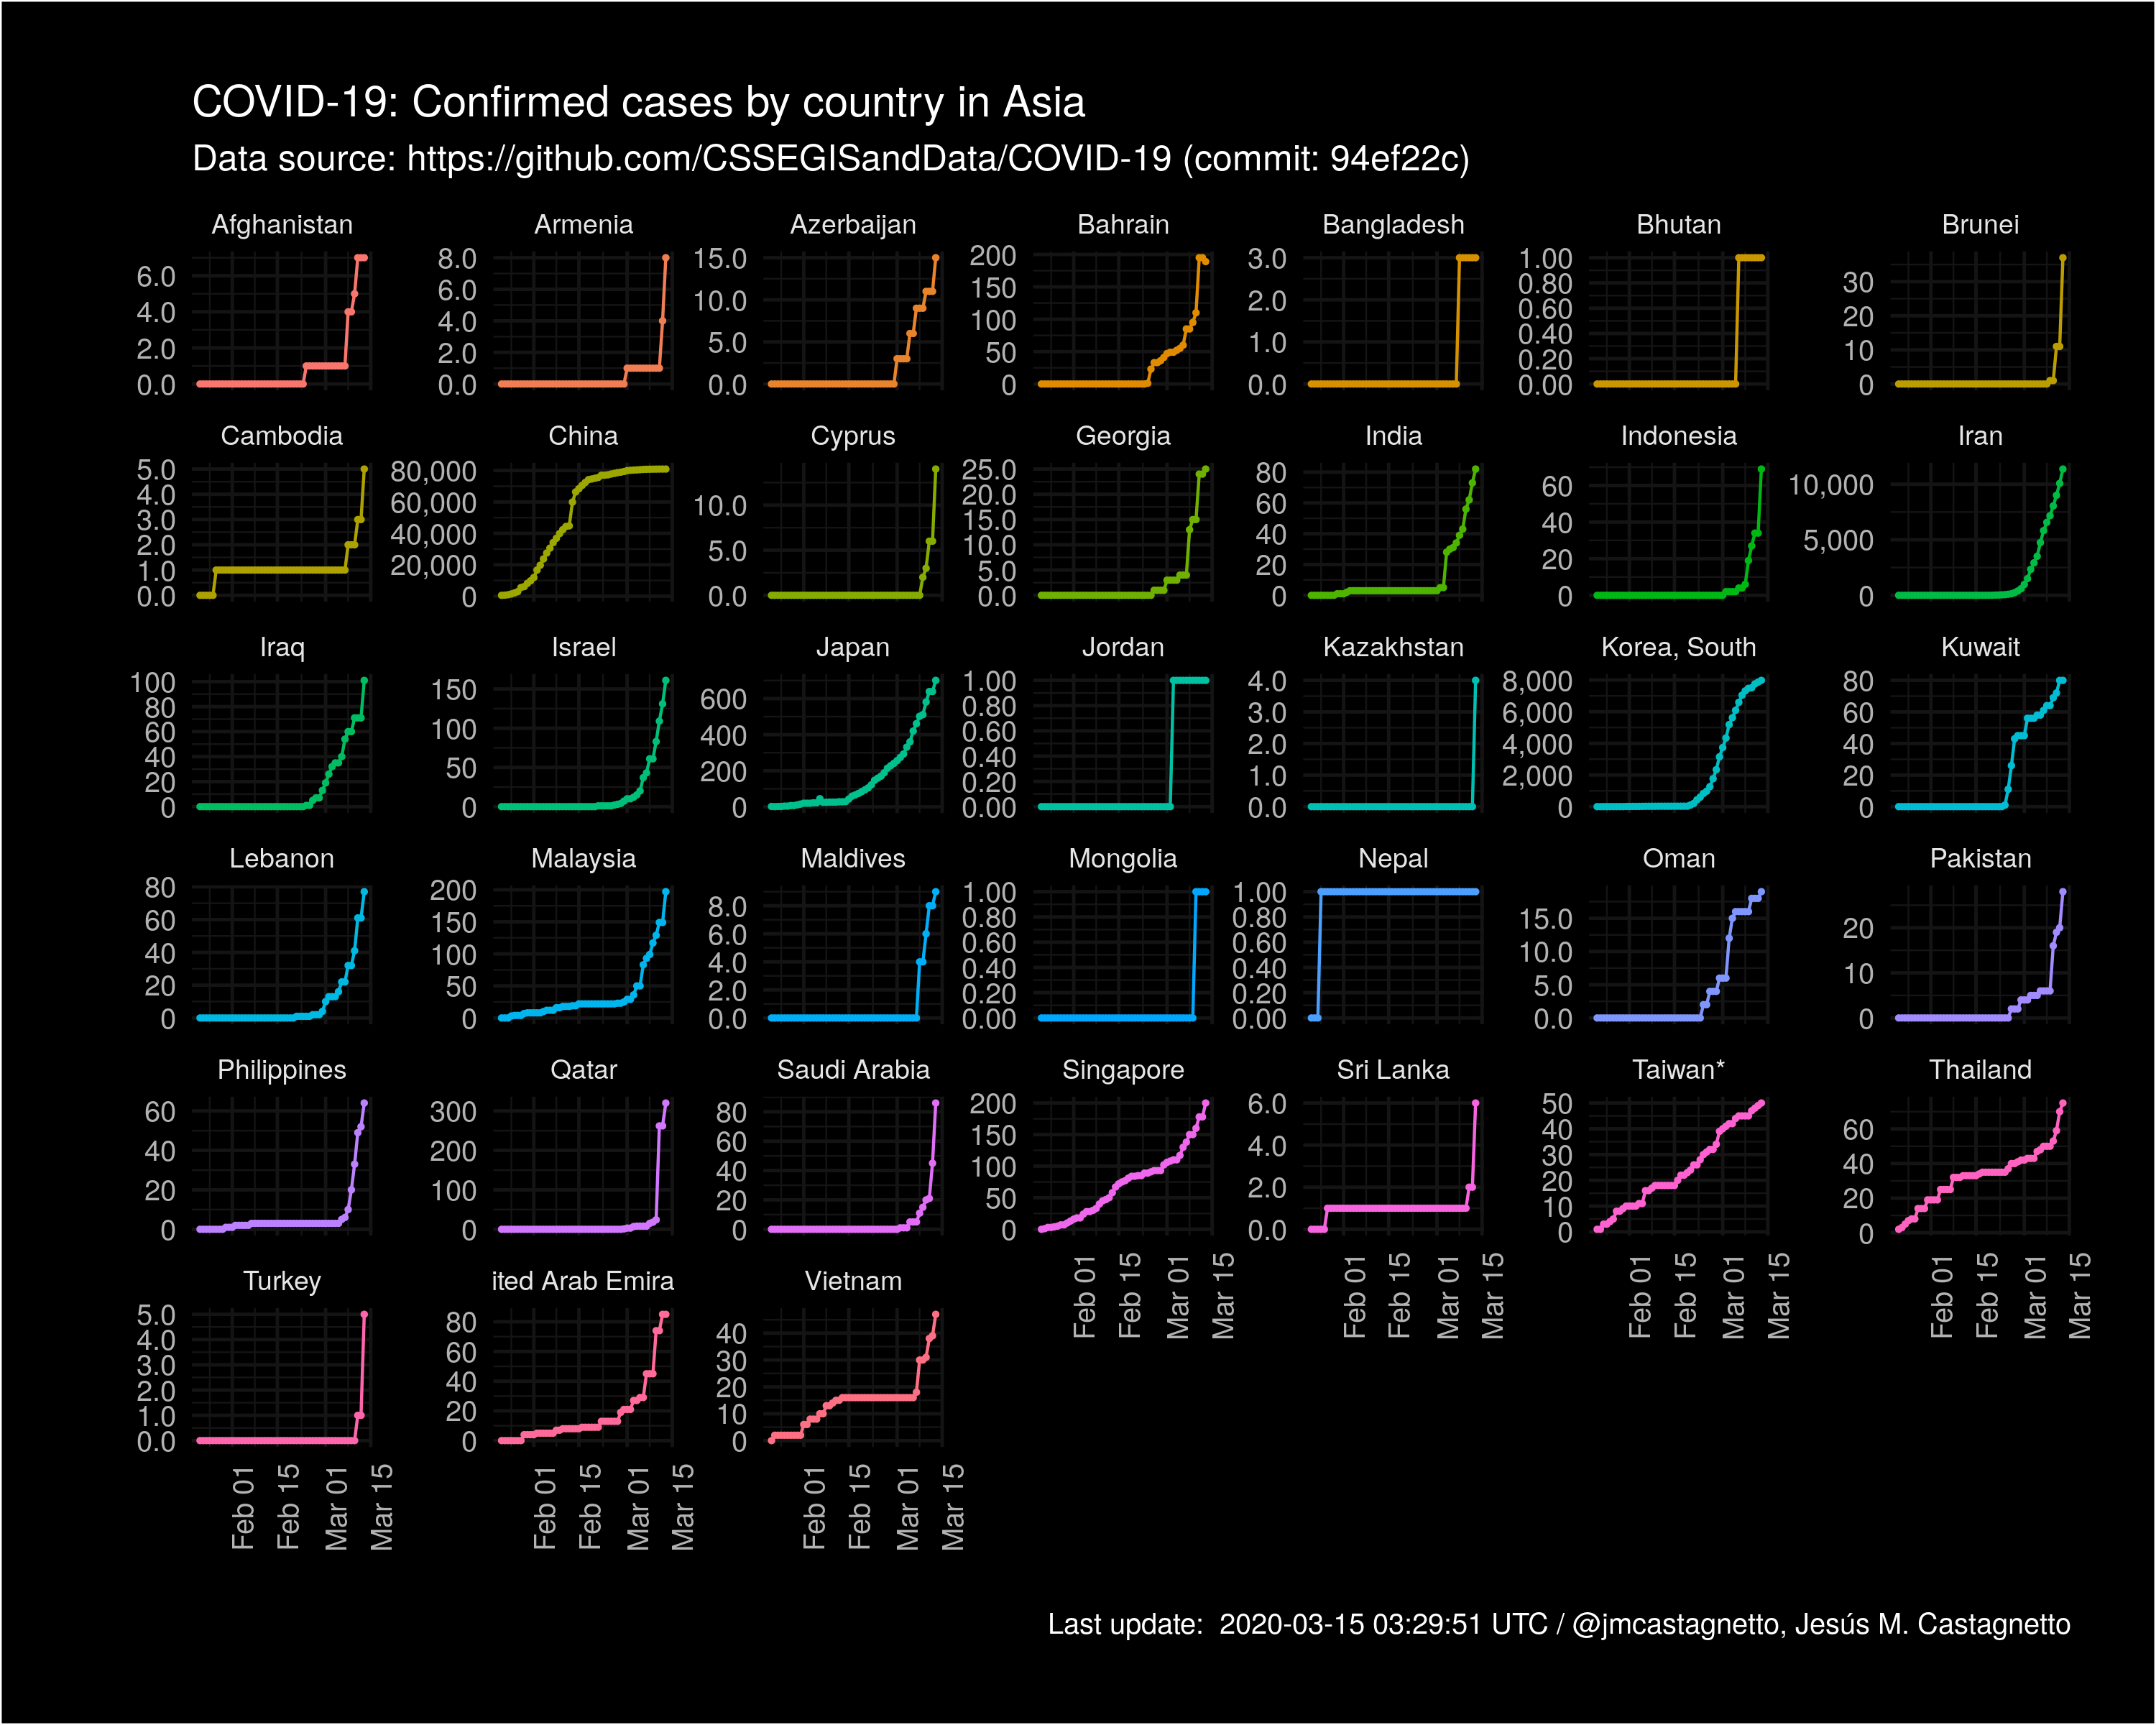 COVID-19: Confirmed cases by country in Asia
Data source: https://github.com/CSSEGISandData/COVID-19 (commit: 94ef22c)
Afghanistan Armenia Azerbaijan Bahrain Bangladesh Bhutan Brunei
6.0 8.0 15.0 200 3.0 1.00 30
4.0 6.0 10.0 150 2.0 0.80 20
2.0 4.0 5.0 100 1.0 0.60 10
0.0 2.0 0.0 50 0.0 0.40 0
0.0 0 0.20
0.00
Cambodia China Cyprus Georgia India Indonesia Iran
5.0 80,000 10.0 25.0 80 60 10,000
4.0 60,000 5.0 20.0 60 40 5,000
3.0 40,000 0.0 15.0 40 20 0
2.0 20,000 10.0 20 0
1.0 0 5.0 0
0.0 0.0
Iraq Israel Japan Jordan Kazakhstan Korea, South Kuwait
100 150 600 1.00 4.0 8,000 80
80 100 400 0.80 3.0 6,000 60
60 50 200 0.60 2.0 4,000 40
40 0 0 0.40 1.0 2,000 20
20 0.20 0.0 0 0
0 0.00
Lebanon Malaysia Maldives Mongolia Nepal Oman Pakistan
80 200 8.0 1.00 1.00 15.0 20
60 150 6.0 0.80 0.80 10.0 10
40 100 4.0 0.60 0.60 5.0 0
20 50 2.0 0.40 0.40 0.0
0 0 0.0 0.20 0.20
0.00 0.00
Philippines Qatar Saudi Arabia Singapore Sri Lanka Taiwan* Thailand
60 300 80 200 6.0 50 60
40 200 60 150 4.0 40 40
20 100 40 100 2.0 30 20
0 0 20 50 0.0 20 0
0 0 10
0
Feb 01 Feb 15 Mar 01 Mar 15 Feb 01 Feb 15 Mar 01 Mar 15 Feb 01 Feb 15 Mar 01 Mar 15 Feb 01 Feb 15 Mar 01 Mar 15
Turkey ited Arab Emira Vietnam
5.0 80 40
4.0 60 30
3.0 40 20
2.0 20 10
1.0 0 0
0.0
Feb 01 Feb 15 Mar 01 Mar 15 Feb 01 Feb 15 Mar 01 Mar 15 Feb 01 Feb 15 Mar 01 Mar 15
Last update:  2020-03-15 03:29:51 UTC / @jmcastagnetto, Jesús M. Castagnetto